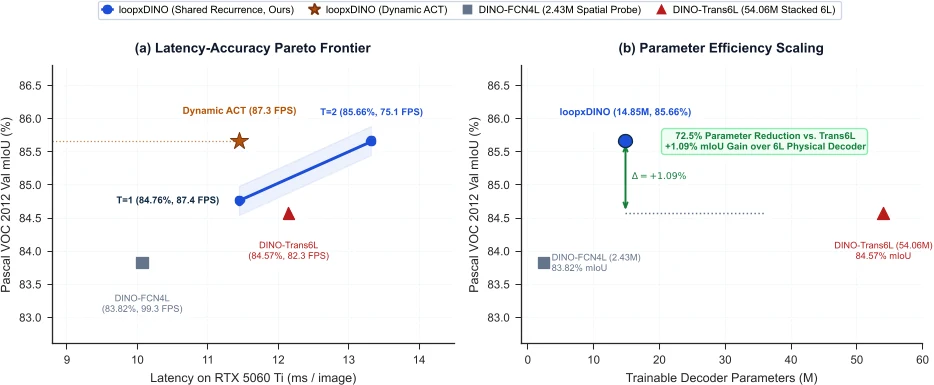 loopxDINO (Shared Recurrence, Ours)
loopxDINO (Dynamic ACT)
DINO-FCN4L (2.43M Spatial Probe)
DINO-Trans6L (54.06M Stacked 6L)
(a) Latency-Accuracy Pareto Frontier
Pascal VOC 2012 Val mIoU (%)
86.5
86.0
85.5
85.0
84.5
84.0
83.5
83.0
Dynamic ACT (87.3 FPS)
T=2 (85.66%, 75.1 FPS)
T=1 (84.76%, 87.4 FPS)
DINO-Trans6L
(84.57%, 82.3 FPS)
DINO-FCN4L
(83.82%, 99.3 FPS)
9
10
11
12
13
14
Latency on RTX 5060 Ti (ms / image)
(b) Parameter Efficiency Scaling
Pascal VOC 2012 Val mIoU (%)
86.5
86.0
85.5
85.0
84.5
84.0
83.5
83.0
loopxDINO (14.85M, 85.66%)
72.5% Parameter Reduction vs. Trans6L
+1.09% mIoU Gain over 6L Physical Decoder
Δ = +1.09%
DINO-Trans6L (54.06M)
84.57% mIoU
DINO-FCN4L (2.43M)
83.82% mIoU
0
10
20
30
40
50
60
Trainable Decoder Parameters (M)